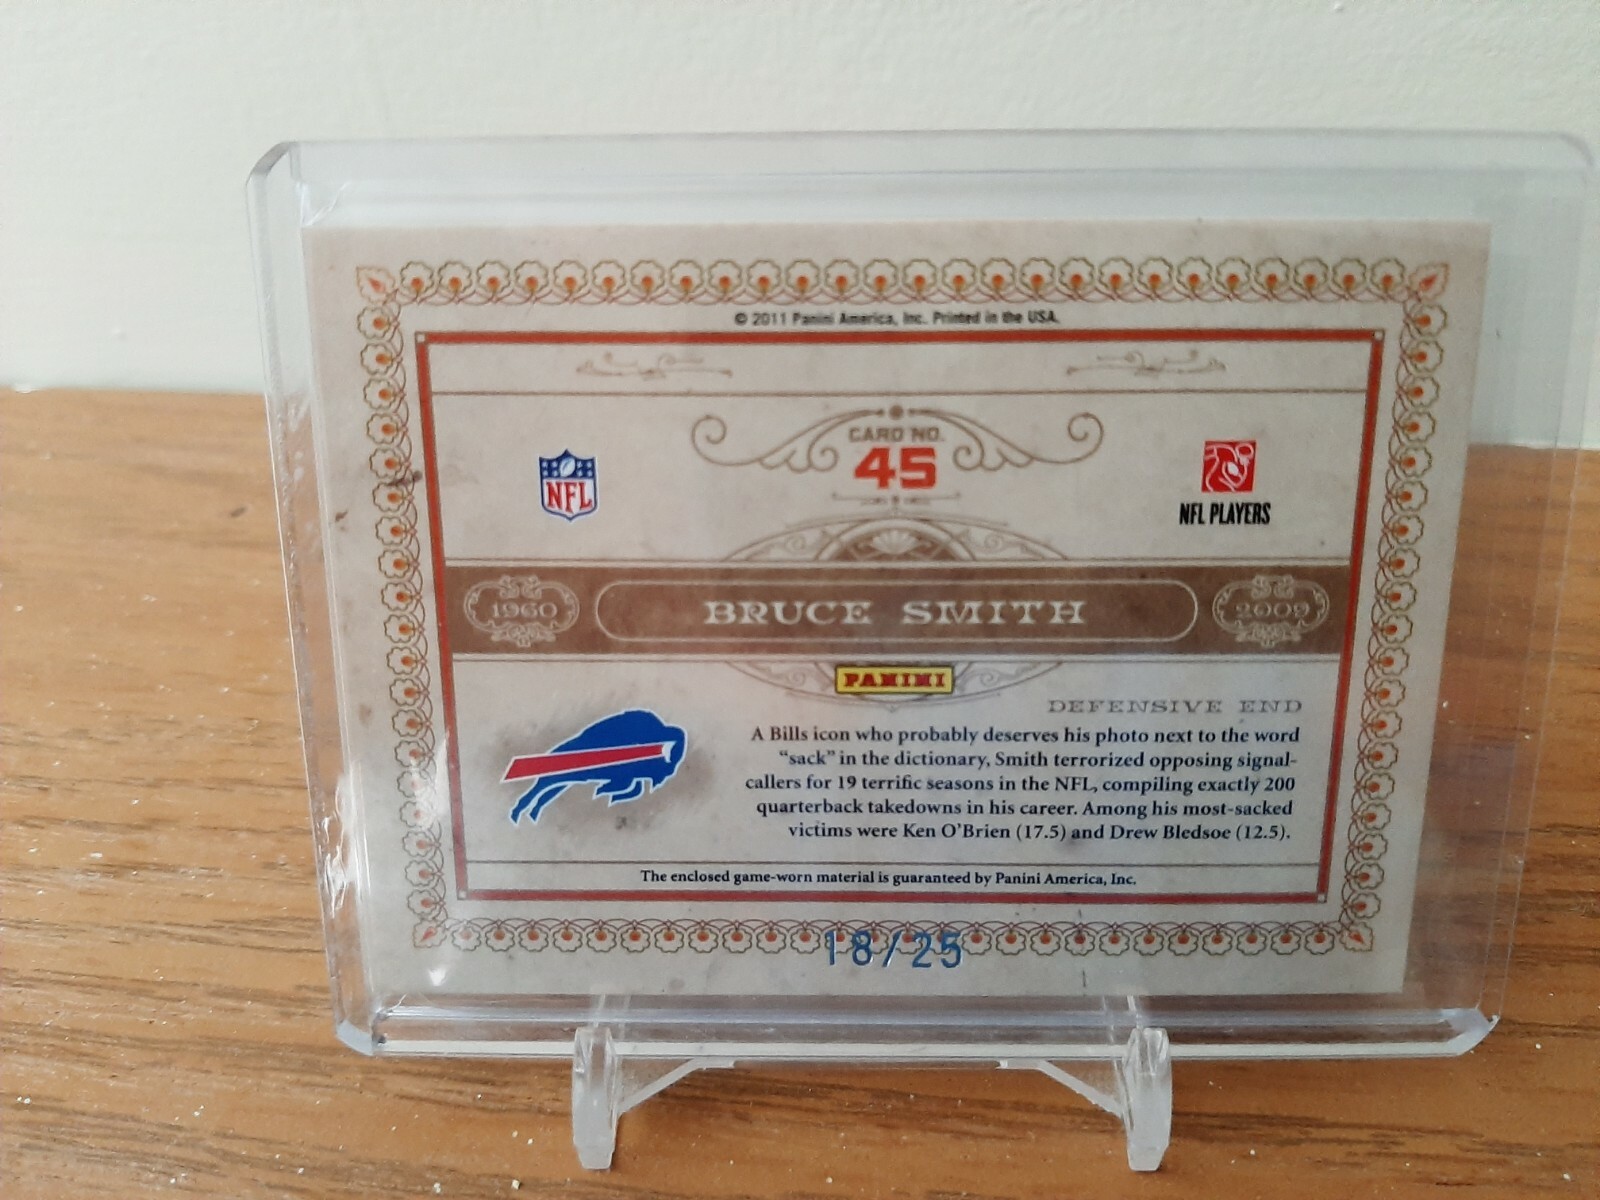 © 2011 Panini America, Inc. Printed in the USA.
CARD NO.
45
NFL
NFL PLAYERS
1960
BRUCE SMITH
2009
PANINI
DEFENSIVE END
A Bills icon who probably deserves his photo next to the word
“sack” in the dictionary, Smith terrorized opposing signal-
callers for 19 terrific seasons in the NFL, compiling exactly 200
quarterback takedowns in his career. Among his most-sacked
victims were Ken O’Brien (17.5) and Drew Bledsoe (12.5).
The enclosed game-worn material is guaranteed by Panini America, Inc.
18/25